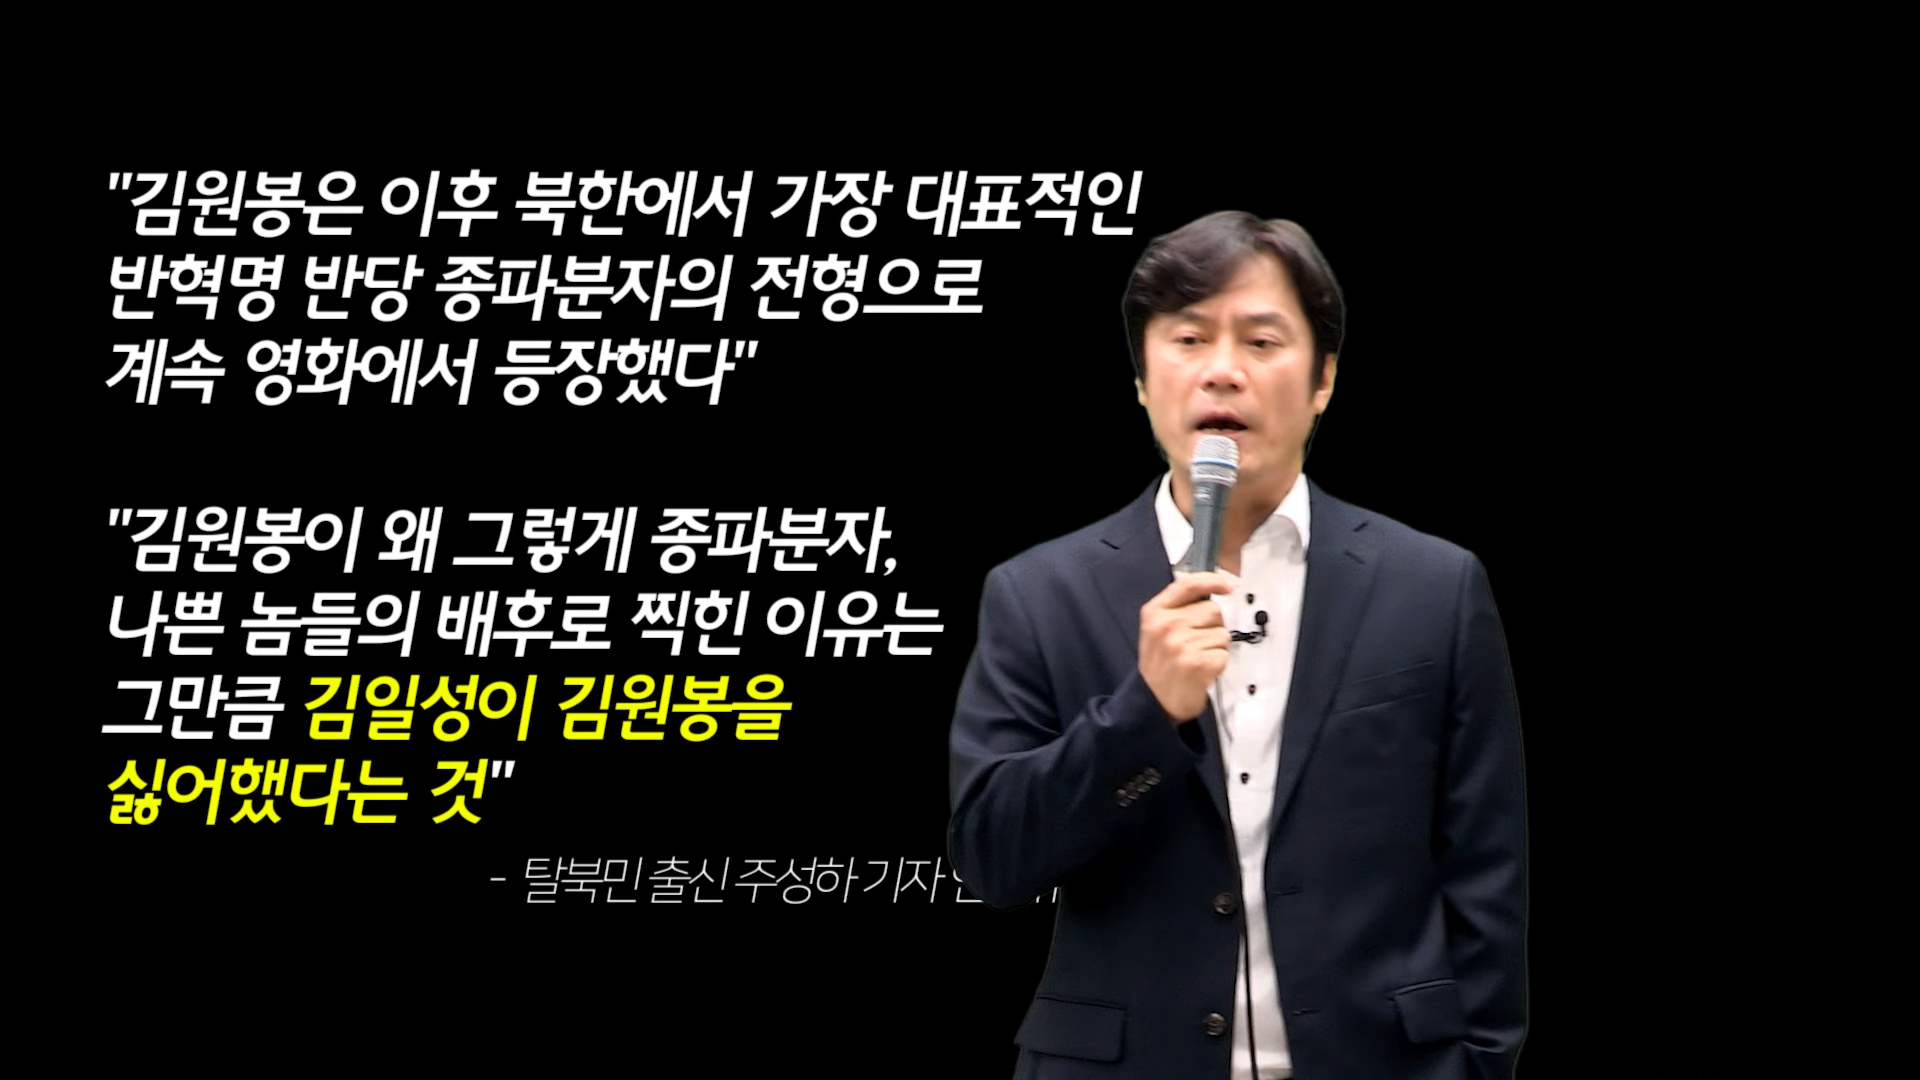 "김원봉은 이후 북한에서 가장 대표적인
반혁명 반당 종파분자의 전형으로
계속 영화에서 등장했다"
"김원봉이 왜 그렇게 종파분자,
나쁜 놈들의 배후로 찍힌 이유는
그만큼 김일성이 김원봉을
싫어했다는 것"
- 탈북민 출신 주성하 기자